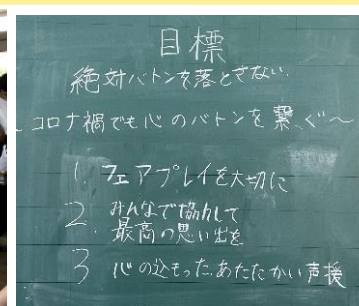 目標
絶対バトンを落とさない。
~コロナ禍でも心のバトンを繋ぐ~
1. フェアプレイを大切に
2. みんなで協力して
最高の思い出を
3 心の込もった、あたたかい声援